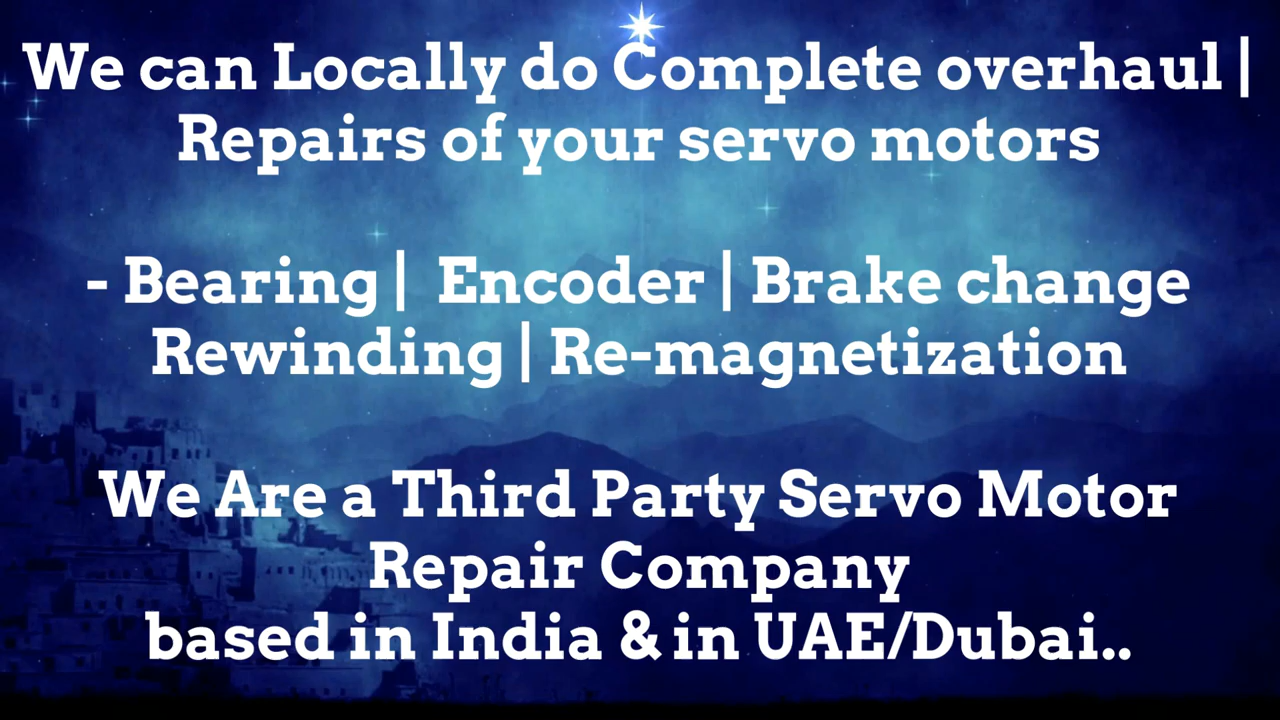 We can Locally do Complete overhaul |
Repairs of your servo motors
- Bearing | Encoder | Brake change
Rewinding | Re-magnetization
We Are a Third Party Servo Motor
Repair Company
based in India & in UAE/Dubai..